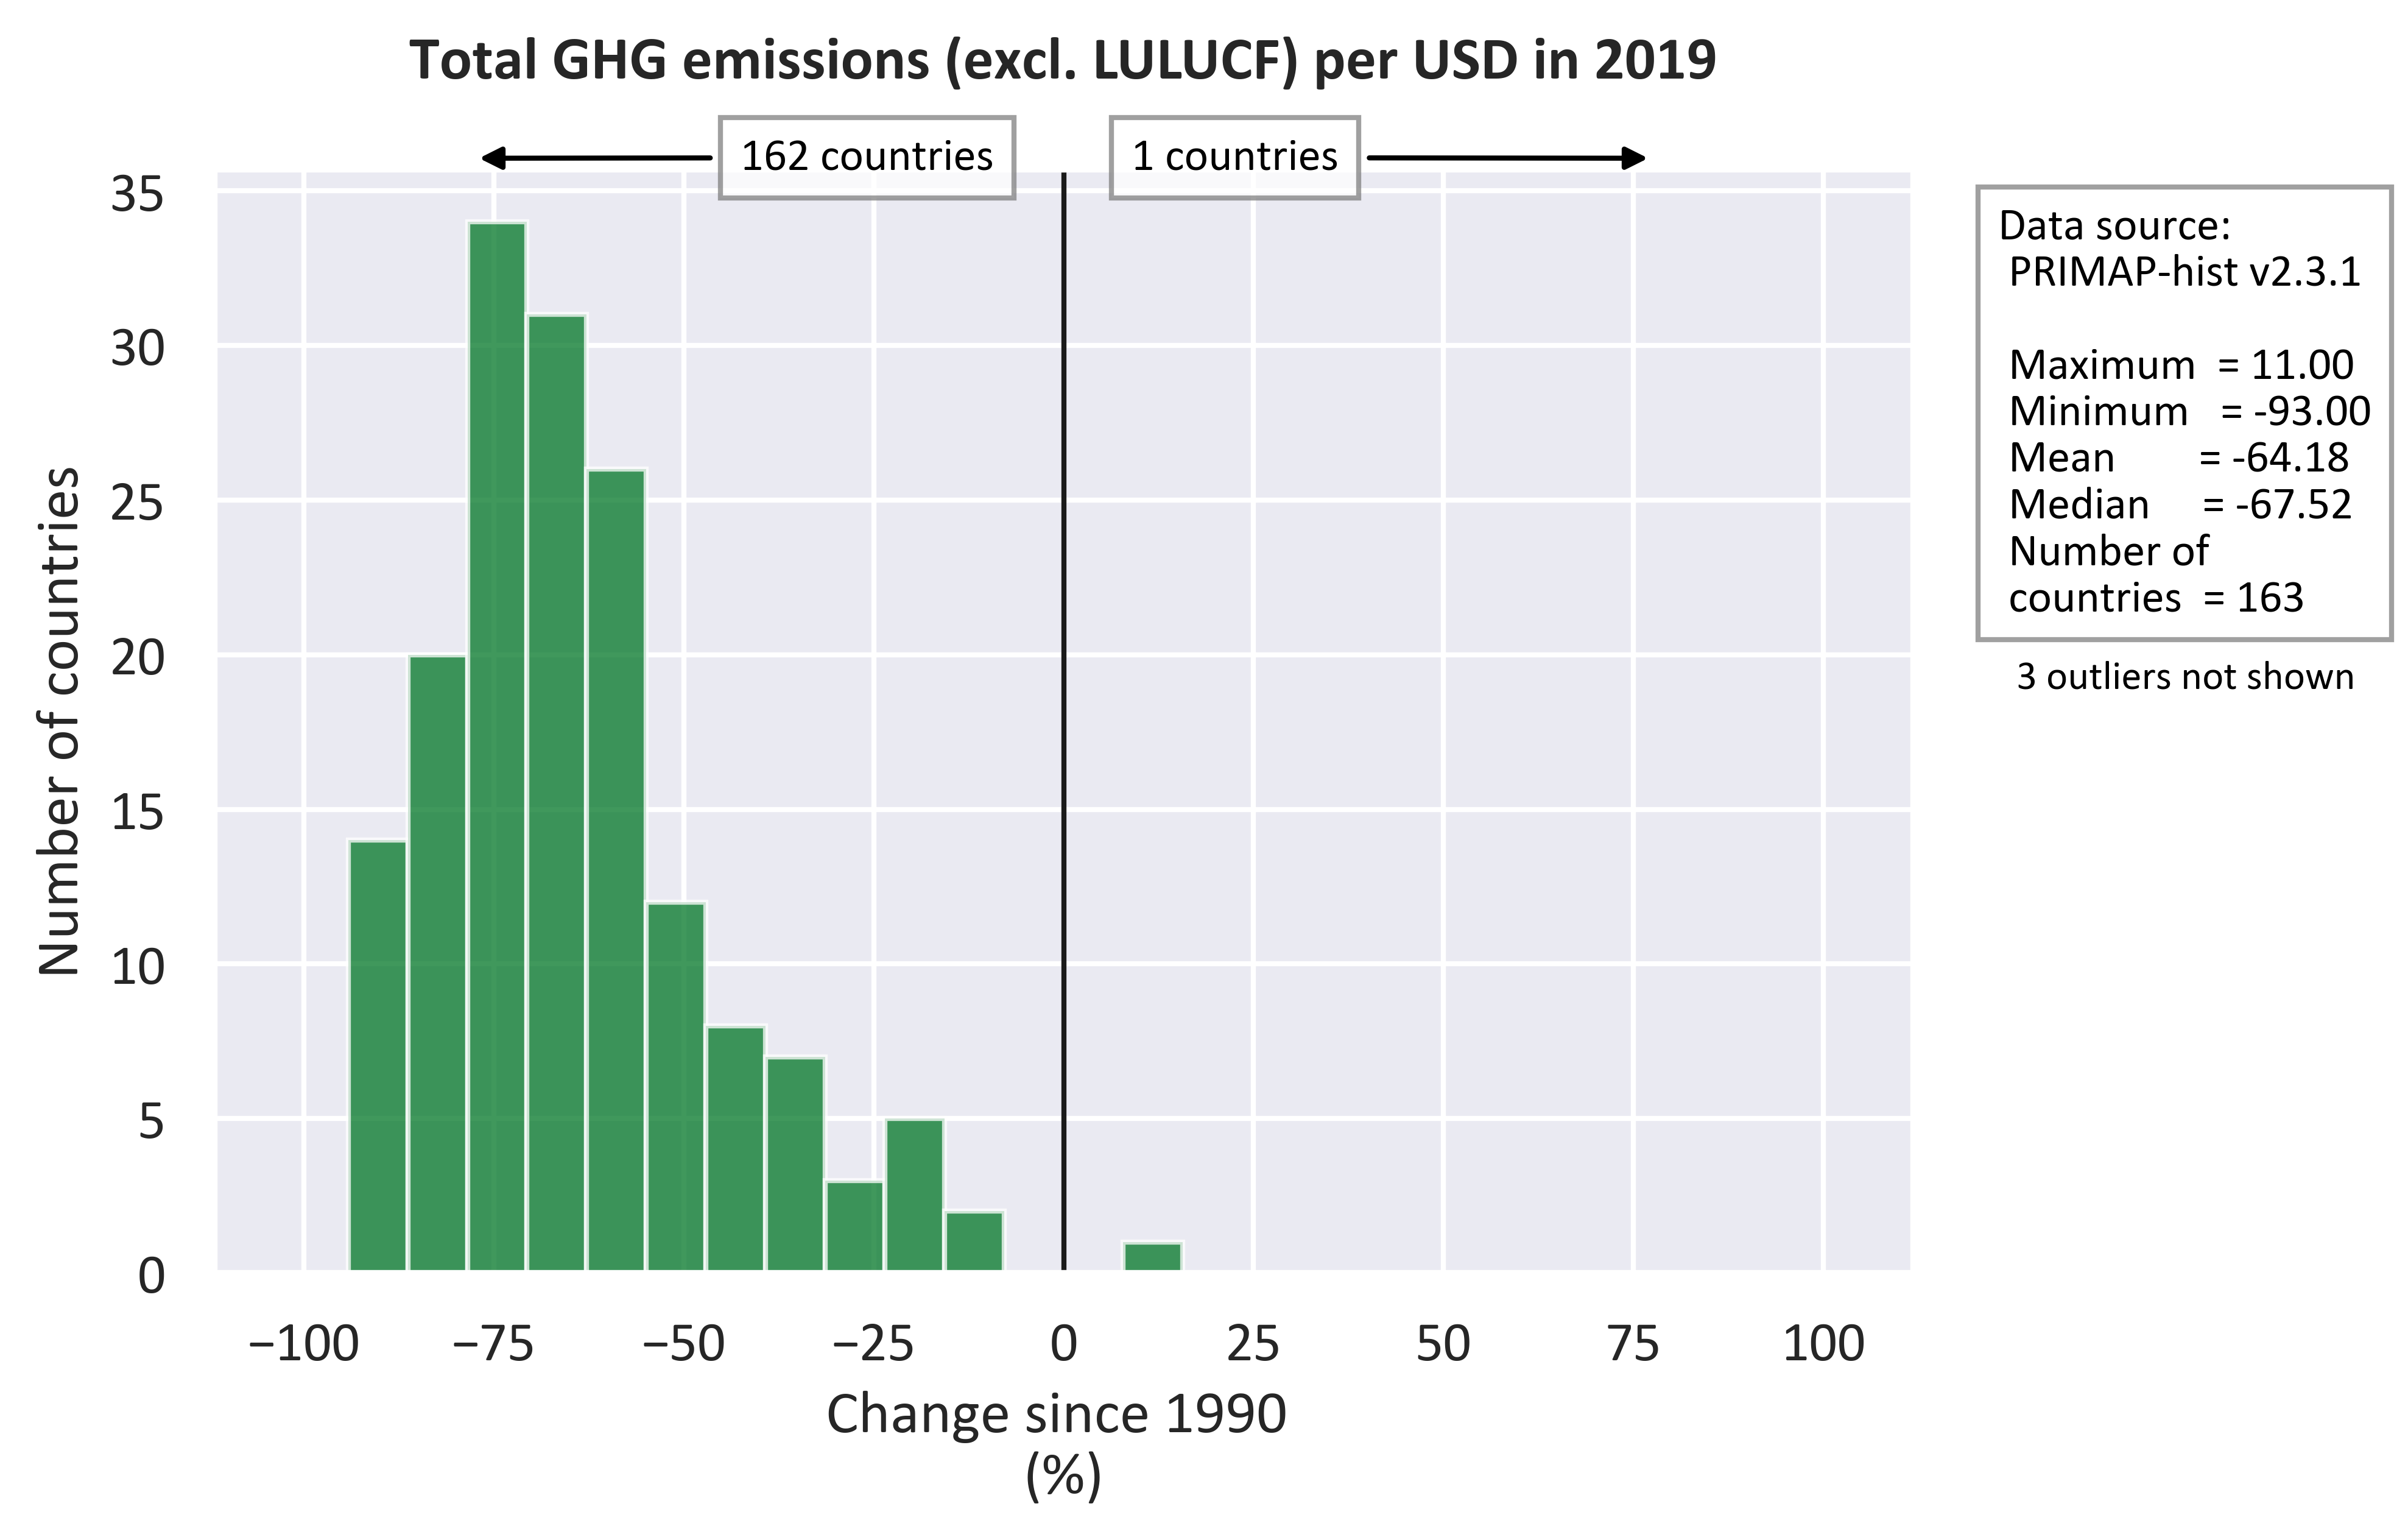 Total GHG emissions (excl. LULUCF) per USD in 2019
162 countries
1 countries
35
30
25
20
15
10
5
0
Number of countries
−100
−75
−50
−25
0
25
50
75
100
Change since 1990
(%)
Data source:
PRIMAP-hist v2.3.1
Maximum = 11.00
Minimum = -93.00
Mean = -64.18
Median = -67.52
Number of
countries = 163
3 outliers not shown